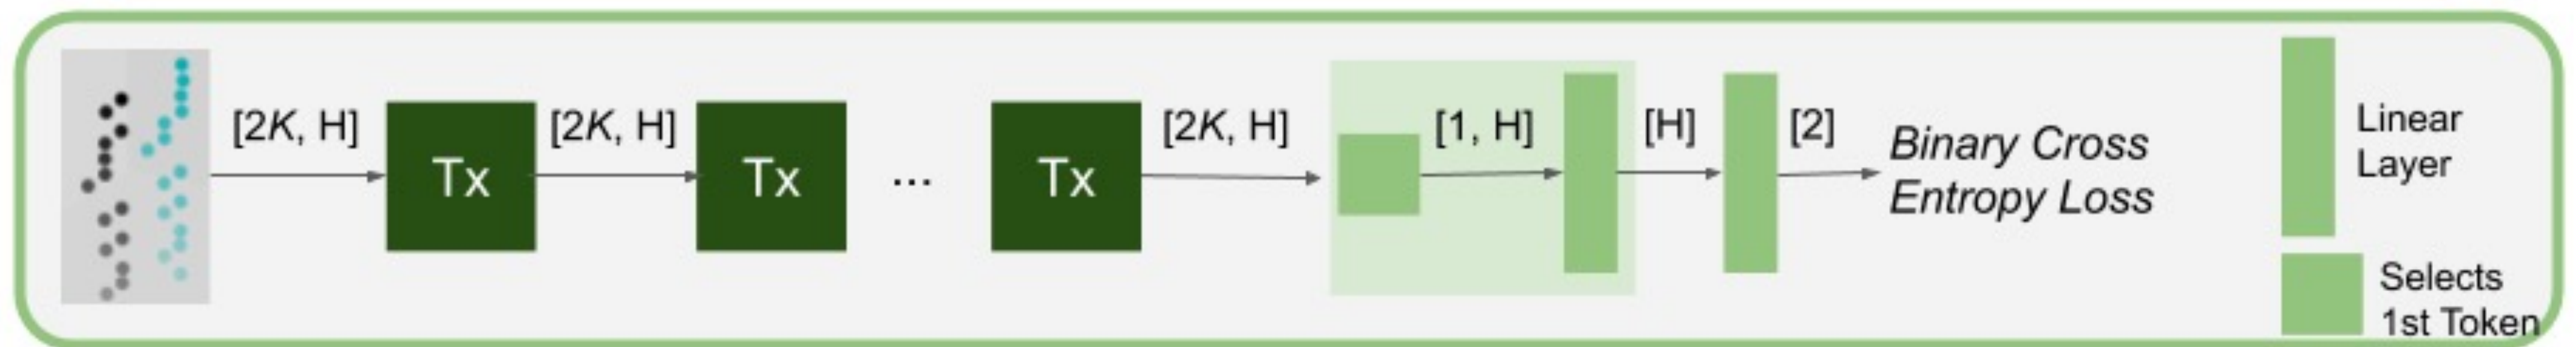 [2K, H]
Tx
[2K, H]
Tx
...
Tx
[2K, H]
[1, H]
[H]
[2]
Binary Cross
Entropy Loss
Linear
Layer
Selects
1st Token